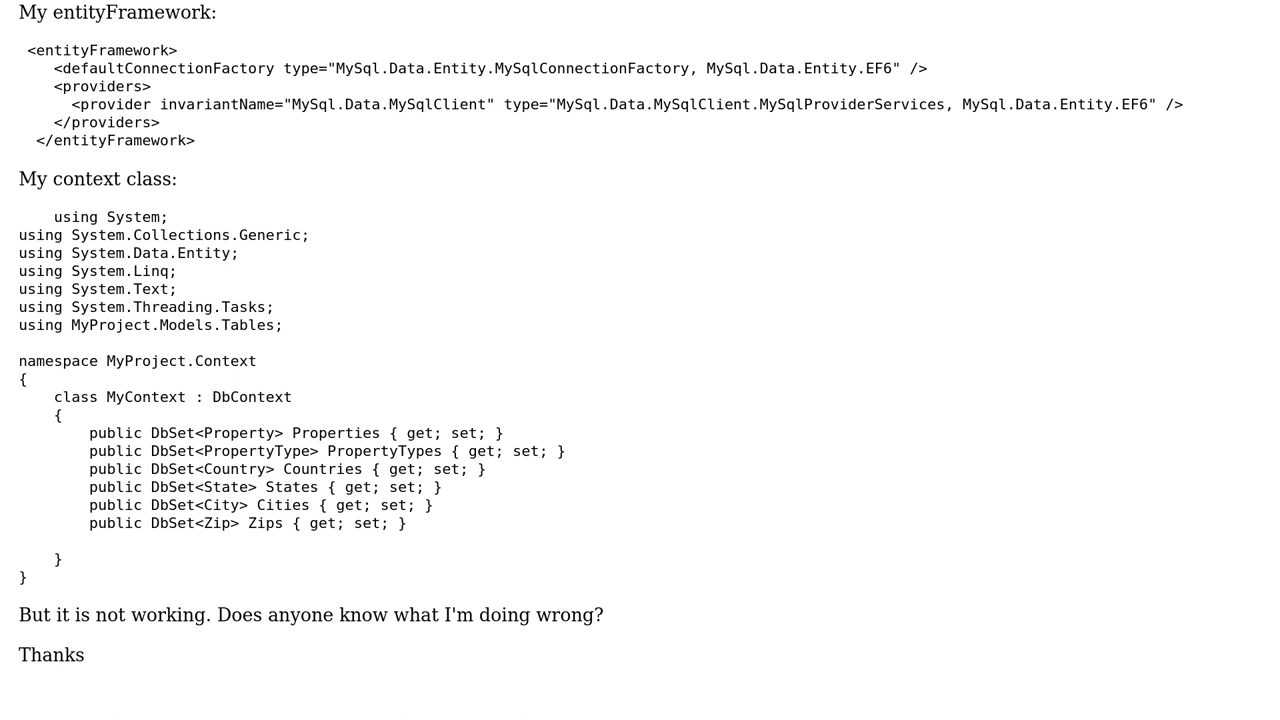 My entityFramework:
 <entityFramework>
    <defaultConnectionFactory type="MySql.Data.Entity.MySqlConnectionFactory, MySql.Data.Entity.EF6" />
    <providers>
      <provider invariantName="MySql.Data.MySqlClient" type="MySql.Data.MySqlClient.MySqlProviderServices, MySql.Data.Entity.EF6" />
    </providers>
  </entityFramework>
My context class:
    using System;
using System.Collections.Generic;
using System.Data.Entity;
using System.Linq;
using System.Text;
using System.Threading.Tasks;
using MyProject.Models.Tables;
namespace MyProject.Context
{
    class MyContext : DbContext
    {
        public DbSet<Property> Properties { get; set; }
        public DbSet<PropertyType> PropertyTypes { get; set; }
        public DbSet<Country> Countries { get; set; }
        public DbSet<State> States { get; set; }
        public DbSet<City> Cities { get; set; }
        public DbSet<Zip> Zips { get; set; }
    }
}
But it is not working. Does anyone know what I'm doing wrong?
Thanks